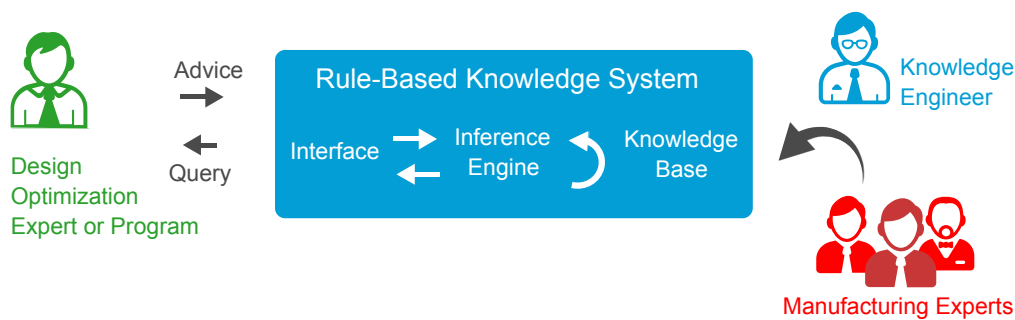 Advice
Query
Design
Optimization
Expert or Program
Rule-Based Knowledge System
Interface
Inference
Engine
Knowledge
Base
Knowledge
Engineer
Manufacturing Experts